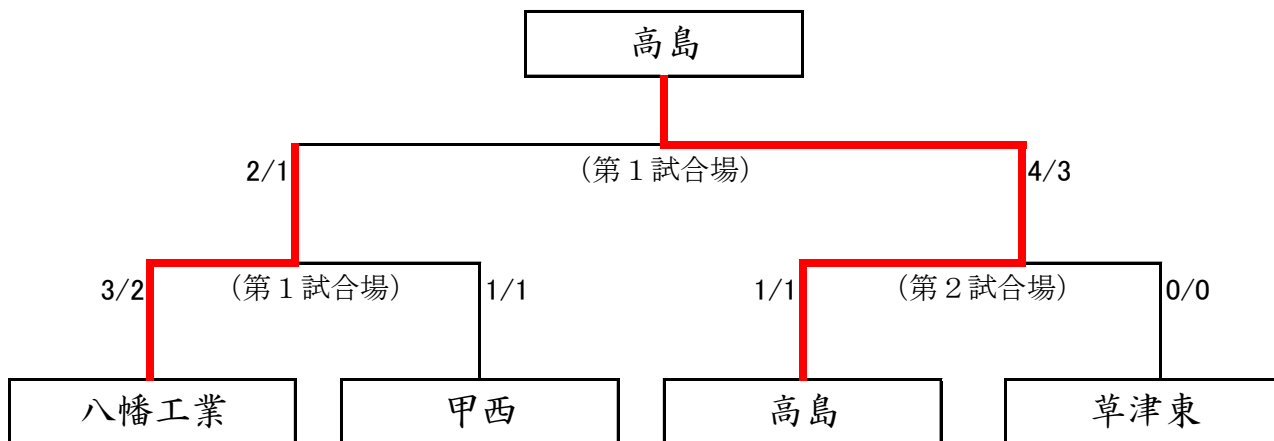 高島
2/1 (第1試合場) 4/3
3/2 (第1試合場) 1/1 1/1 (第2試合場) 0/0
八幡工業 甲西 高島 草津東